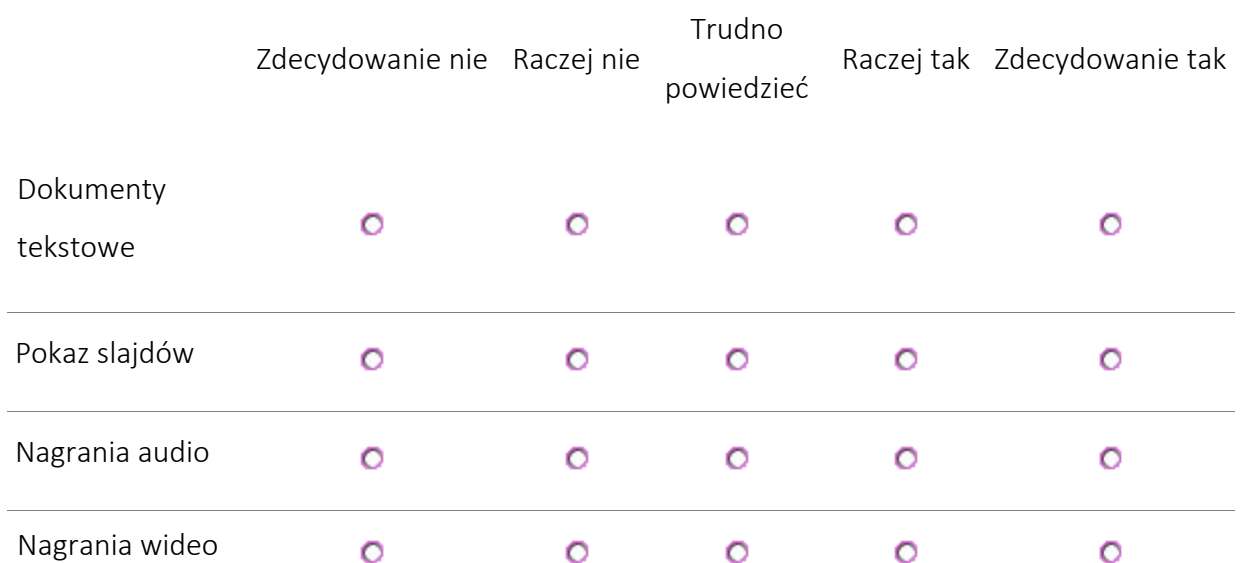 Zdecydowanie nie Raczej nie Trudno powiedzieć Raczej tak Zdecydowanie tak
Dokumenty
tekstowe
Pokaz slajdów
Nagrania audio
Nagrania wideo